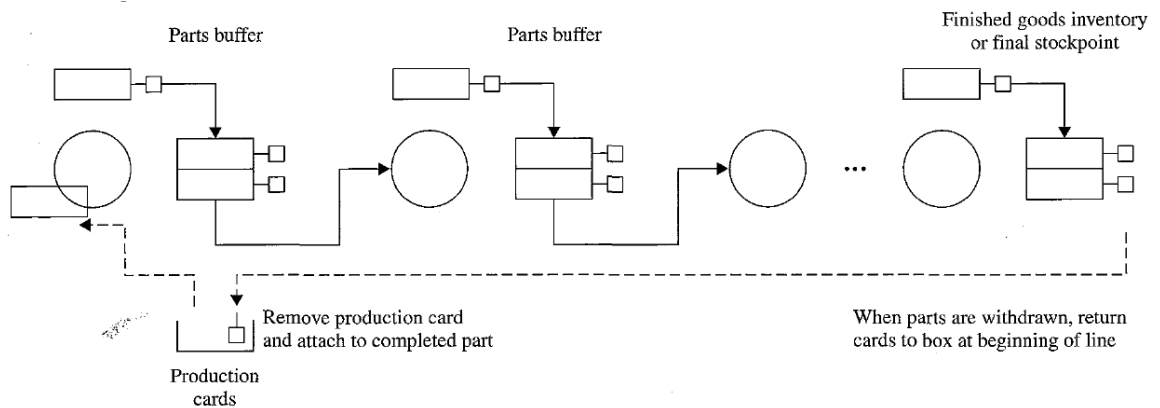 Parts buffer
Parts buffer
Finished goods inventory
or final stockpoint
Remove production card
and attach to completed part
Production
cards
When parts are withdrawn, return
cards to box at beginning of line